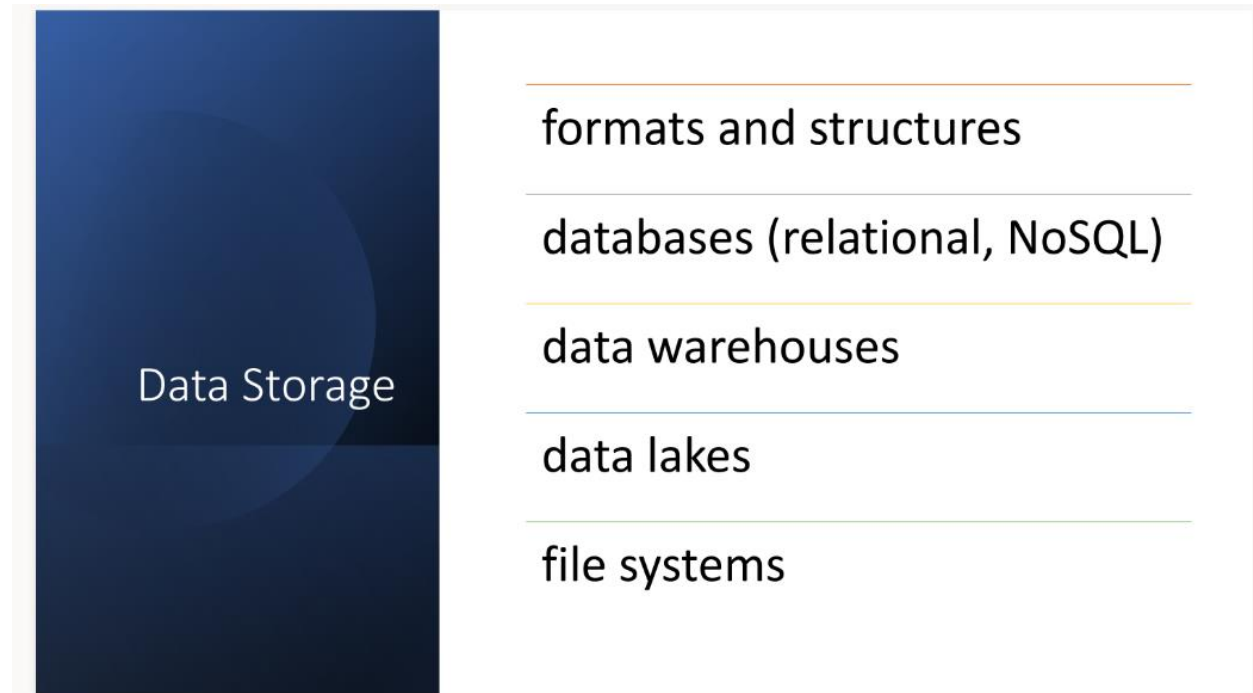 Data Storage
formats and structures
databases (relational, NoSQL)
data warehouses
data lakes
file systems